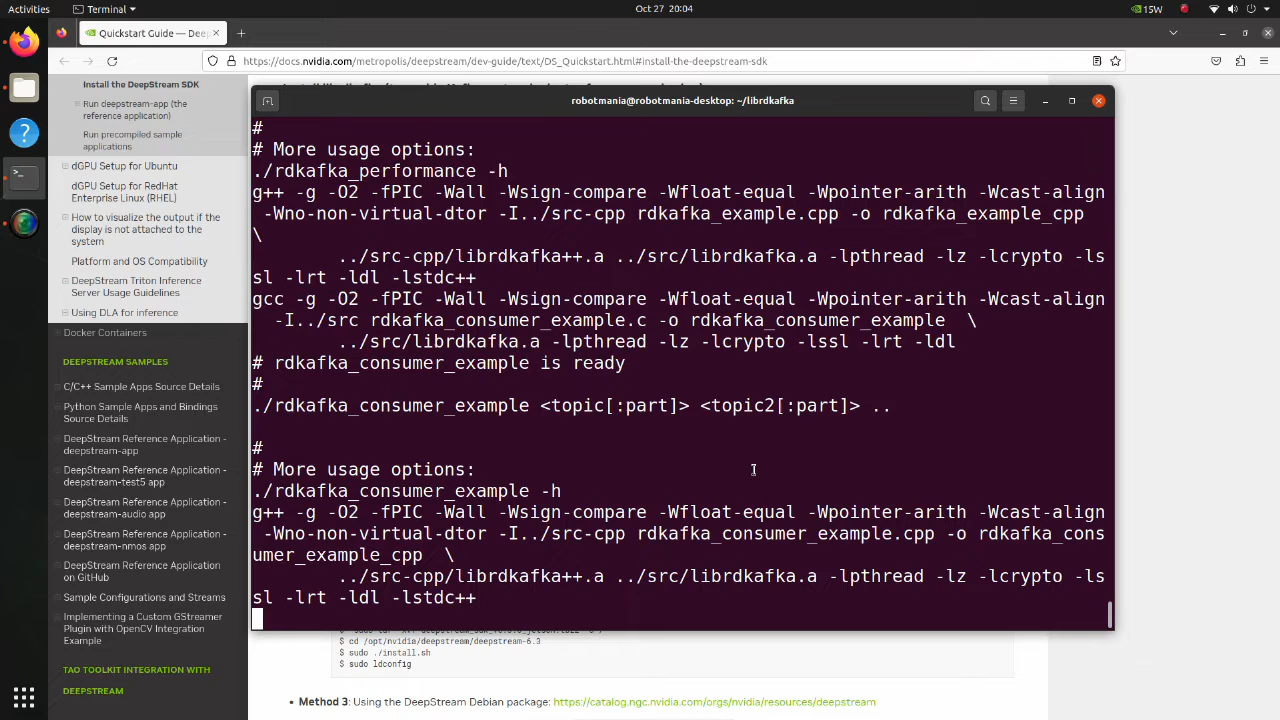 Activities
Terminal
Oct 27 20:04
15W
Quickstart Guide — Dee
https://docs.nvidia.com/metropolis/deepstream/dev-guide/text/DS_Quickstart.html#install-the-deepstream-sdk
Install the DeepStream SDK
Run deepstream-app (the
reference application)
Run precompiled sample
applications
dGPU Setup for Ubuntu
dGPU Setup for RedHat
Enterprise Linux (RHEL)
How to visualize the output if the
display is not attached to the
system
Platform and OS Compatibility
DeepStream Triton Inference
Server Usage Guidelines
Using DLA for inference
Docker Containers
DEEPSTREAM SAMPLES
C/C++ Sample Apps Source Details
Python Sample Apps and Bindings
Source Details
DeepStream Reference Application -
deepstream-app
DeepStream Reference Application -
deepstream-test5 app
DeepStream Reference Application -
deepstream-audio app
DeepStream Reference Application -
deepstream-nmos app
DeepStream Reference Application
on GitHub
Sample Configurations and Streams
Implementing a Custom GStreamer
Plugin with OpenCV Integration
Example
TAO TOOLKIT INTEGRATION WITH
DEEPSTREAM
robotmania@robotmania-desktop: ~/librdkafka
#
# More usage options:
./rdkafka_performance -h
g++ -g -O2 -fPIC -Wall -Wsign-compare -Wfloat-equal -Wpointer-arith -Wcast-align
 -Wno-non-virtual-dtor -I../src-cpp rdkafka_example.cpp -o rdkafka_example_cpp
\
../src-cpp/librdkafka++.a ../src/librdkafka.a -lpthread -lz -lcrypto -ls
sl -lrt -ldl -lstdc++
gcc -g -O2 -fPIC -Wall -Wsign-compare -Wfloat-equal -Wpointer-arith -Wcast-align
  -I../src rdkafka_consumer_example.c -o rdkafka_consumer_example  \
../src/librdkafka.a -lpthread -lz -lcrypto -lssl -lrt -ldl
# rdkafka_consumer_example is ready
#
./rdkafka_consumer_example <topic[:part]> <topic2[:part]> ..
#
# More usage options:
./rdkafka_consumer_example -h
g++ -g -O2 -fPIC -Wall -Wsign-compare -Wfloat-equal -Wpointer-arith -Wcast-align
 -Wno-non-virtual-dtor -I../src-cpp rdkafka_consumer_example.cpp -o rdkafka_cons
umer_example_cpp  \
../src-cpp/librdkafka++.a ../src/librdkafka.a -lpthread -lz -lcrypto -ls
sl -lrt -ldl -lstdc++
$ cd /opt/nvidia/deepstream/deepstream-6.3
$ sudo ./install.sh
$ sudo ldconfig
• Method 3: Using the DeepStream Debian package: https://catalog.ngc.nvidia.com/orgs/nvidia/resources/deepstream